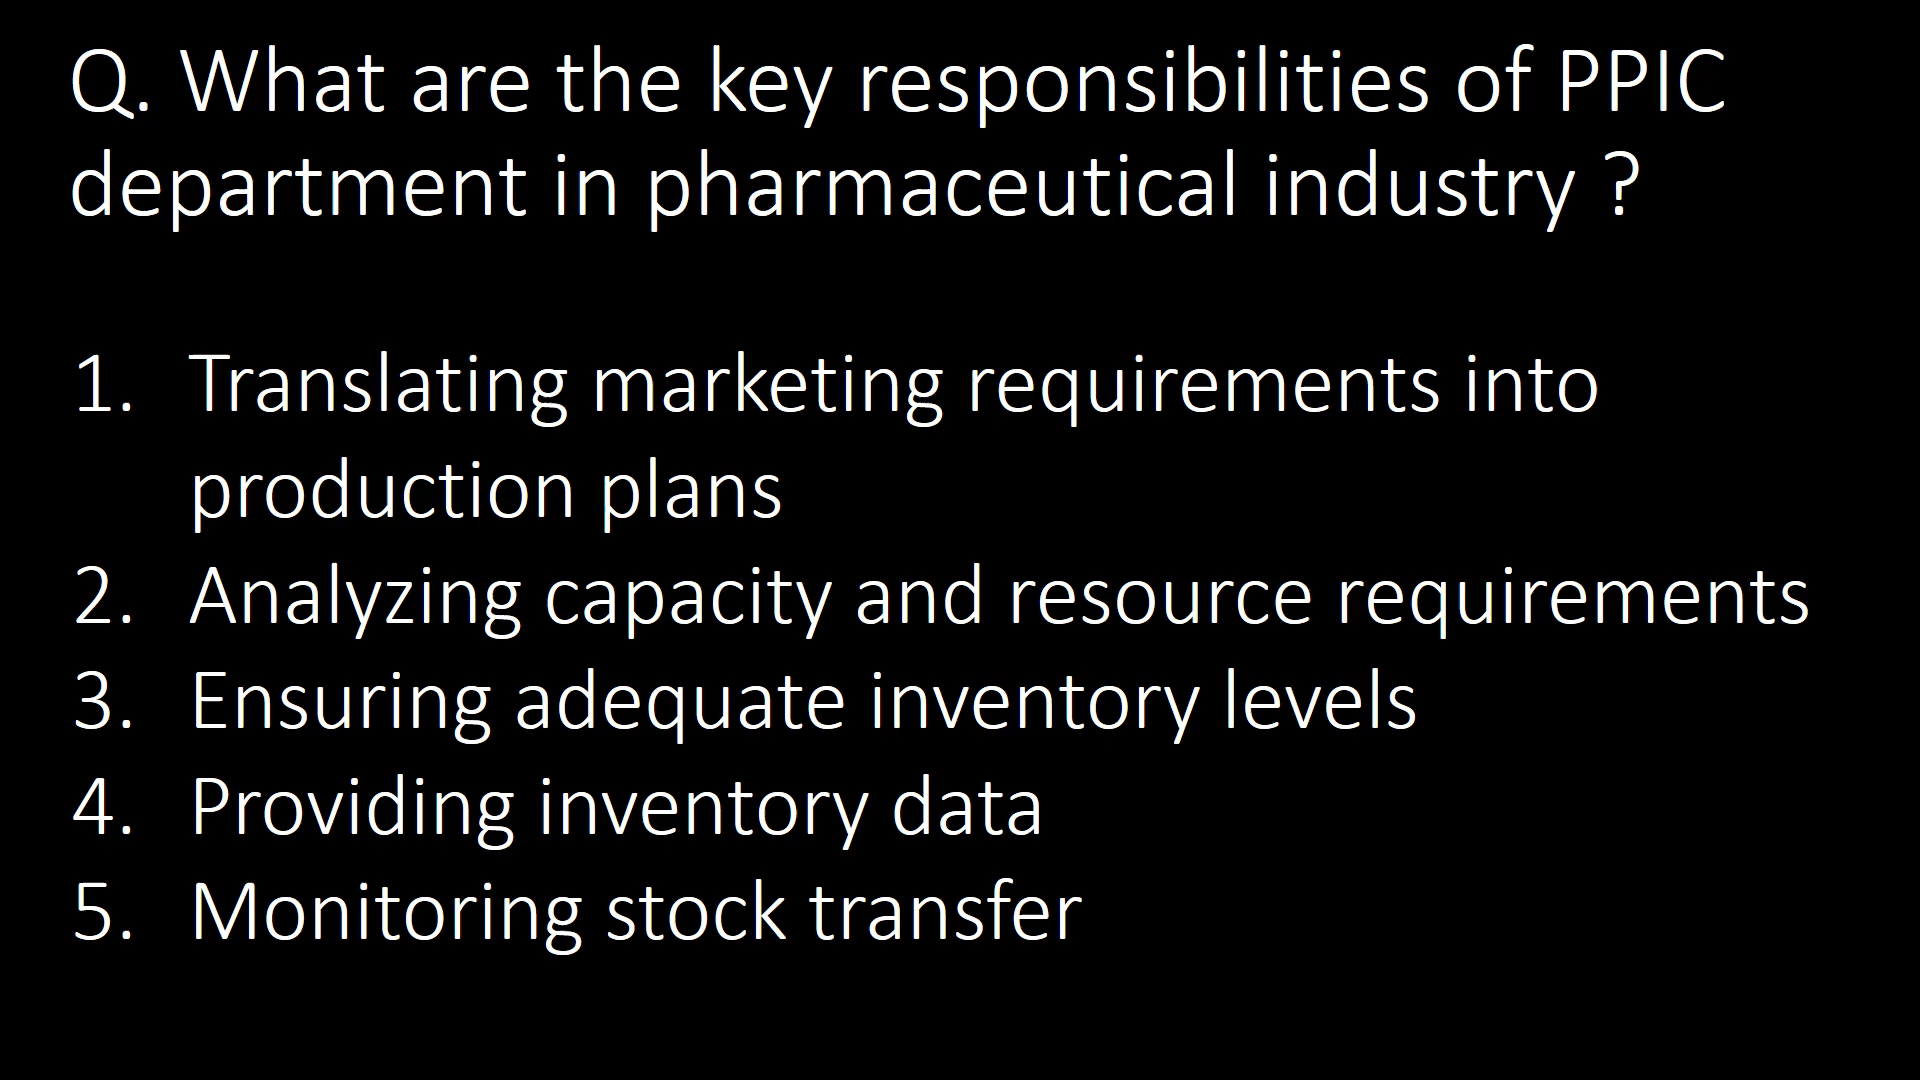 Q. What are the key responsibilities of PPIC
department in pharmaceutical industry ?
1. Translating marketing requirements into
production plans
2. Analyzing capacity and resource requirements
3. Ensuring adequate inventory levels
4. Providing inventory data
5. Monitoring stock transfer